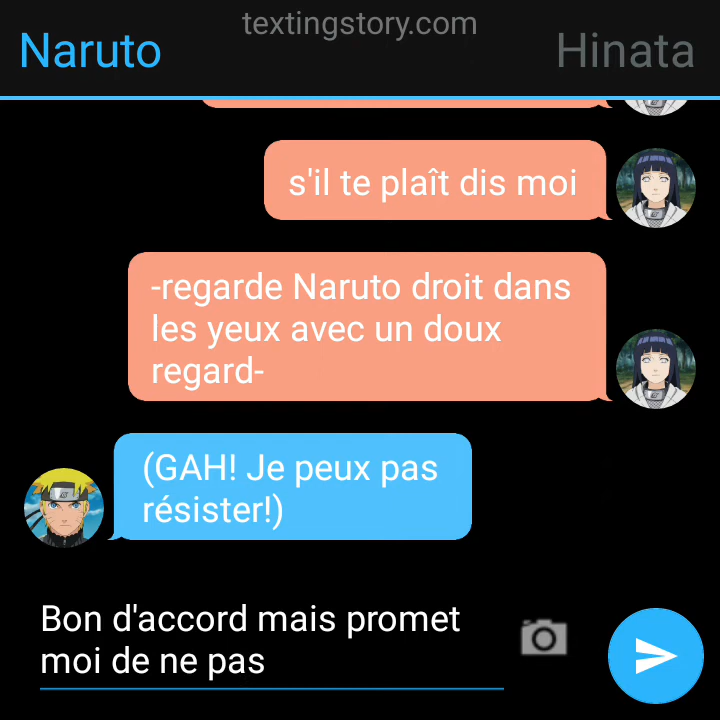 textingstory.com
Naruto
Hinata
s'il te plaît dis moi
-regarde Naruto droit dans
les yeux avec un doux
regard-
(GAH! Je peux pas
résister!)
Bon d'accord mais promet
moi de ne pas